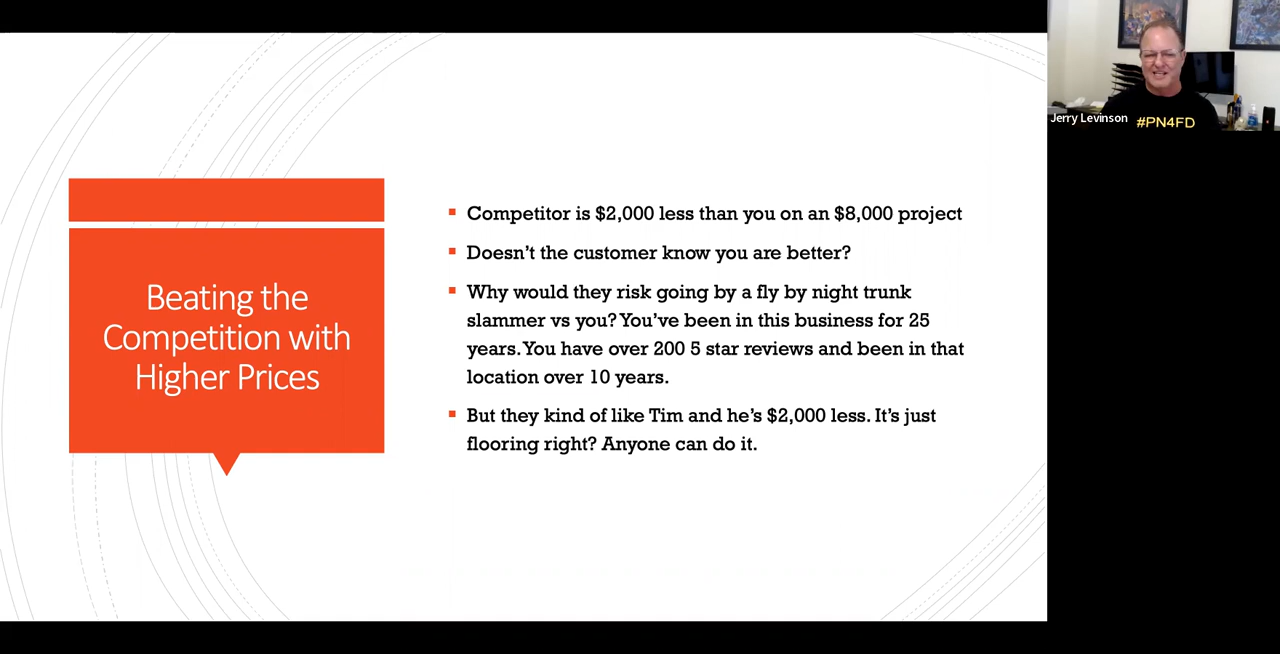 Beating the
Competition with
Higher Prices
Competitor is $2,000 less than you on an $8,000 project
Doesn't the customer know you are better?
Why would they risk going by a fly by night trunk
slammer vs you? You've been in this business for 25
years. You have over 200 5 star reviews and been in that
location over 10 years.
But they kind of like Tim and he's $2,000 less. It's just
flooring right? Anyone can do it.
Jerry Levinson
#PN4FD